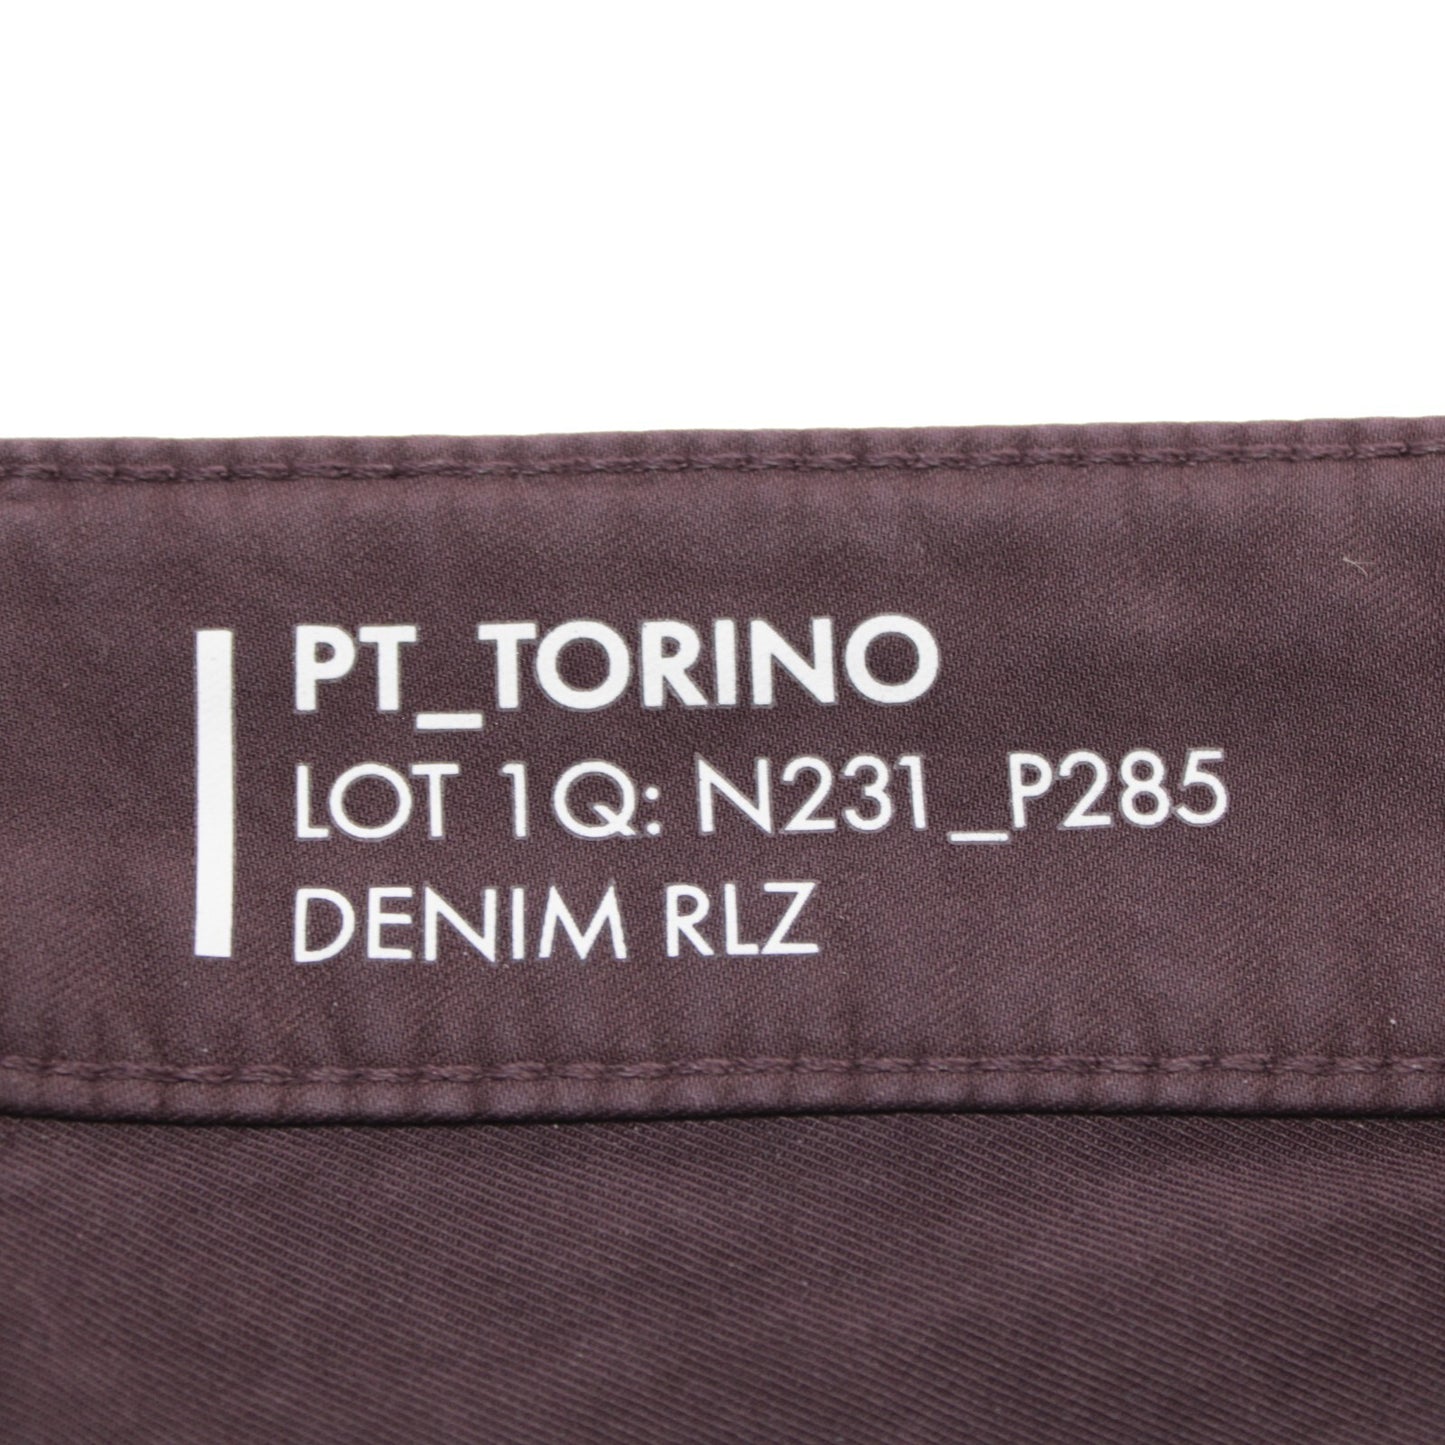 PT_TORINO
LOT 1Q: N231_P285
DENIM RLZ